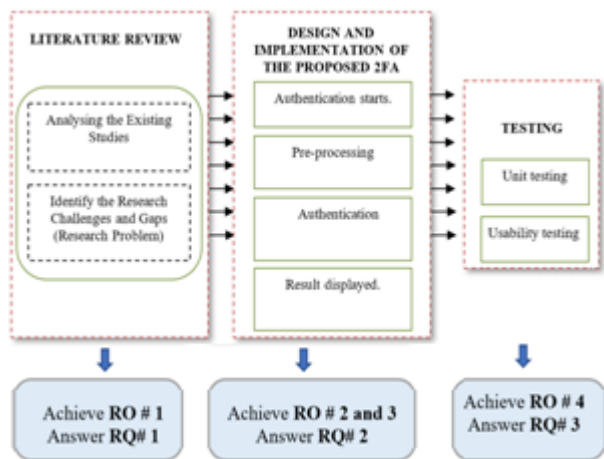 LITERATURE REVIEW
Analysing the Existing
Studies
Identify the Research
Challenges and Gaps
(Research Problem)
DESIGN AND
IMPLEMENTATION OF
THE PROPOSED 2FA
Authentication starts.
Pre-processing
Authentication
Result displayed.
TESTING
Unit testing
Usability testing
Achieve RO # 1
Answer RQ# 1
Achieve RO # 2 and 3
Answer RQ# 2
Achieve RO # 4
Answer RQ# 3